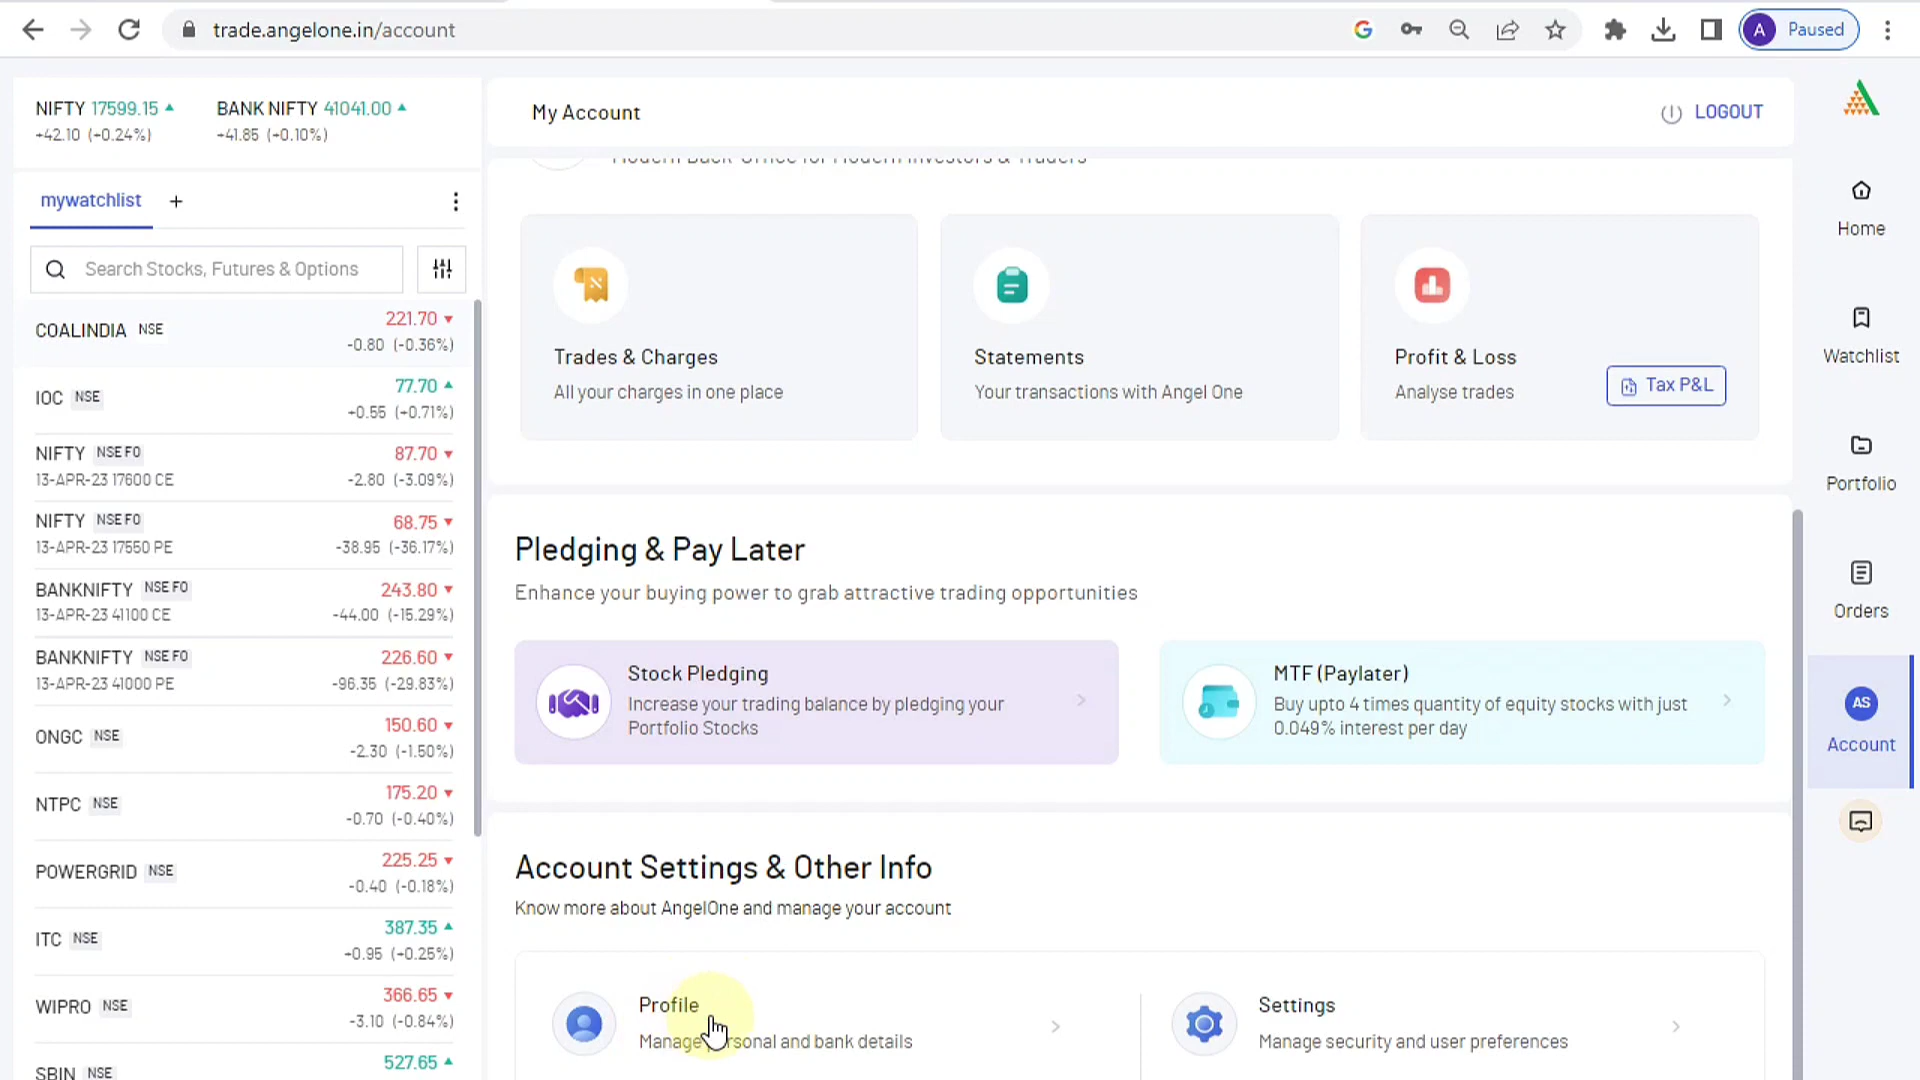 trade.angelone.in/account
A
Paused
NIFTY 17599.15
+42.10 (+0.24%)
BANK NIFTY 41041.00
+41.85 (+0.10%)
mywatchlist
+
Search Stocks, Futures & Options
COALINDIA NSE
221.70
-0.80 (-0.36%)
IOC NSE
77.70
+0.55 (+0.71%)
NIFTY NSE FO
87.70
13-APR-23 17600 CE
-2.80 (-3.09%)
NIFTY NSE FO
68.75
13-APR-23 17550 PE
-38.95 (-36.17%)
BANKNIFTY NSE FO
243.80
13-APR-23 41100 CE
-44.00 (-15.29%)
BANKNIFTY NSE FO
226.60
13-APR-23 41000 PE
-96.35 (-29.83%)
ONGC NSE
150.60
-2.30 (-1.50%)
NTPC NSE
175.20
-0.70 (-0.40%)
POWERGRID NSE
225.25
-0.40 (-0.18%)
ITC NSE
387.35
+0.95 (+0.25%)
WIPRO NSE
366.65
-3.10 (-0.84%)
SBIN NSE
527.65
My Account
LOGOUT
Modern Back Office for Modern Investors & Traders
Trades & Charges
All your charges in one place
Statements
Your transactions with Angel One
Profit & Loss
Analyse trades
Tax P&L
Pledging & Pay Later
Enhance your buying power to grab attractive trading opportunities
Stock Pledging
Increase your trading balance by pledging your
Portfolio Stocks
MTF (Paylater)
Buy upto 4 times quantity of equity stocks with just
0.049% interest per day
Account Settings & Other Info
Know more about AngelOne and manage your account
Profile
Manage personal and bank details
Settings
Manage security and user preferences
Home
Watchlist
Portfolio
Orders
AS
Account